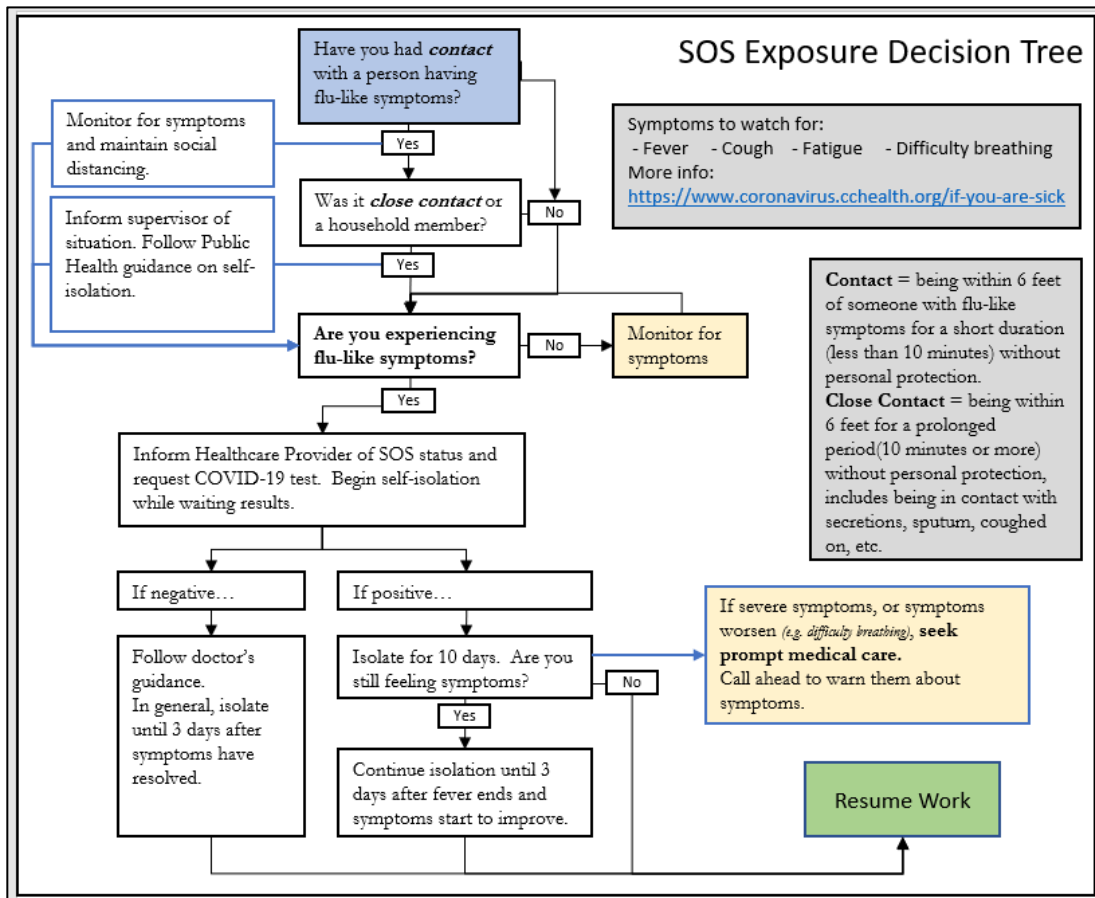 SOS Exposure Decision Tree
Have you had contact
with a person having
flu-like symptoms?
Symptoms to watch for:
- Fever - Cough - Fatigue - Difficulty breathing
More info:
https://www.coronavirus.cchealth.org/if-you-are-sick
Monitor for symptoms
and maintain social
distancing.
Yes
Was it close contact or
a household member?
No
Inform supervisor of
situation. Follow Public
Health guidance on self-
isolation.
Yes
Contact = being within 6 feet
of someone with flu-like
symptoms for a short duration
(less than 10 minutes) without
personal protection.
Close Contact = being within
6 feet for a prolonged
period(10 minutes or more)
without personal protection,
includes being in contact with
secretions, sputum, coughed
on, etc.
Are you experiencing
flu-like symptoms?
No
Monitor for
symptoms
Yes
Inform Healthcare Provider of SOS status and
request COVID-19 test. Begin self-isolation
while waiting results.
If negative...
If positive...
Follow doctor's
guidance.
In general, isolate
until 3 days after
symptoms have
resolved.
Isolate for 10 days. Are you
still feeling symptoms?
No
If severe symptoms, or symptoms
worsen (e.g. difficulty breathing), seek
prompt medical care.
Call ahead to warn them about
symptoms.
Yes
Continue isolation until 3
days after fever ends and
symptoms start to improve.
Resume Work